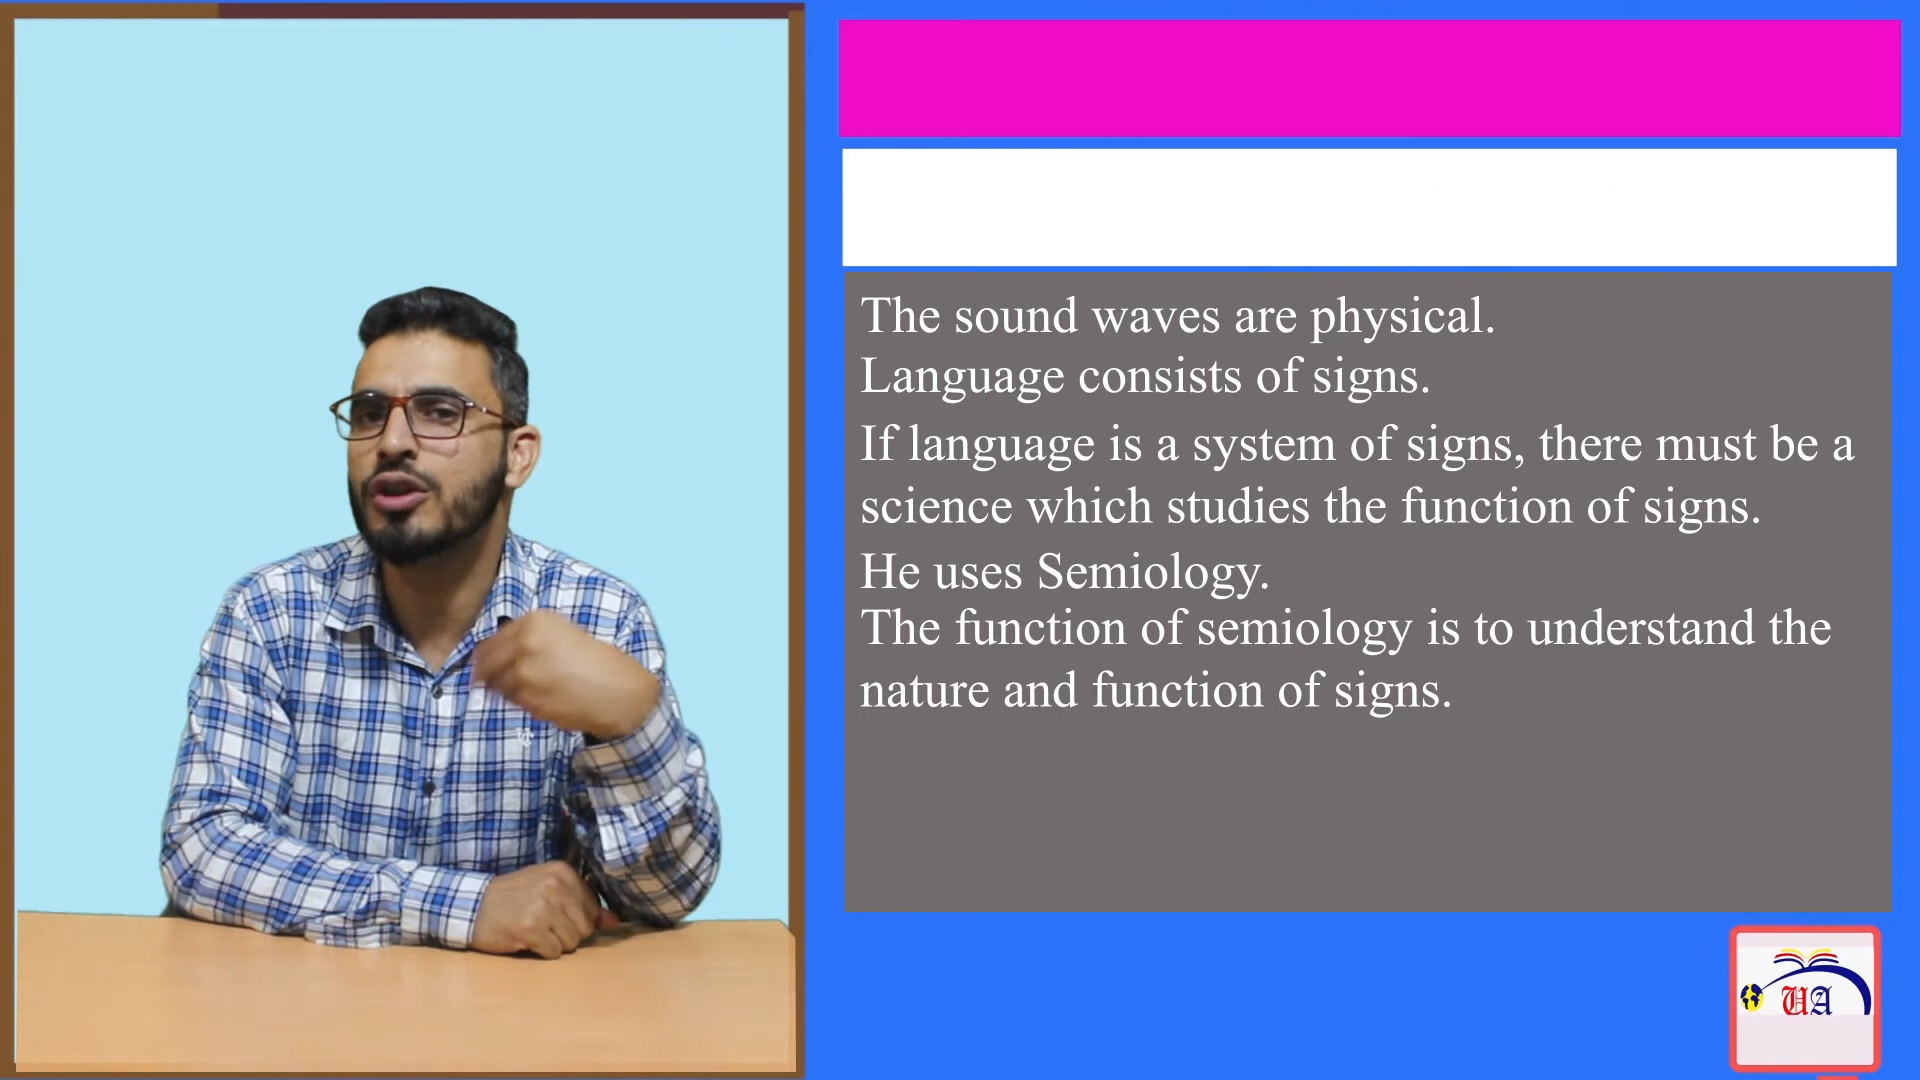 The sound waves are physical.
Language consists of signs.
If language is a system of signs, there must be a
science which studies the function of signs.
He uses Semiology.
The function of semiology is to understand the
nature and function of signs.
UA